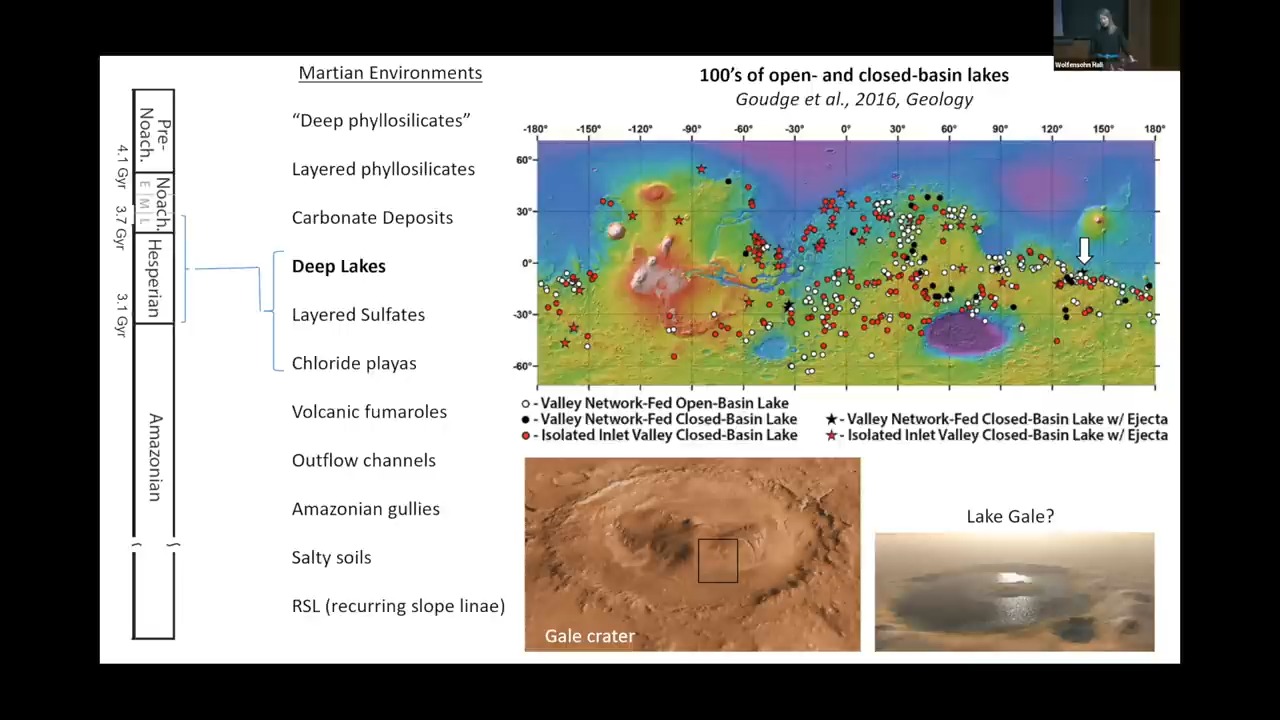 Wolfensohn Hall
Martian Environments
“Deep phyllosilicates”
Layered phyllosilicates
Carbonate Deposits
Deep Lakes
Layered Sulfates
Chloride playas
Volcanic fumaroles
Outflow channels
Amazonian gullies
Salty soils
RSL (recurring slope linae)
Pre-
Noach.
4.1 Gyr
Noach.
E M L
3.7 Gyr
Hesperian
3.1 Gyr
Amazonian
100’s of open- and closed-basin lakes
Goudge et al., 2016, Geology
-180° -150° -120° -90° -60° -30° 0° 30° 60° 90° 120° 150° 180°
60°
30°
0°
-30°
-60°
- Valley Network-Fed Open-Basin Lake
- Valley Network-Fed Closed-Basin Lake
- Isolated Inlet Valley Closed-Basin Lake
- Valley Network-Fed Closed-Basin Lake w/ Ejecta
- Isolated Inlet Valley Closed-Basin Lake w/ Ejecta
Gale crater
Lake Gale?